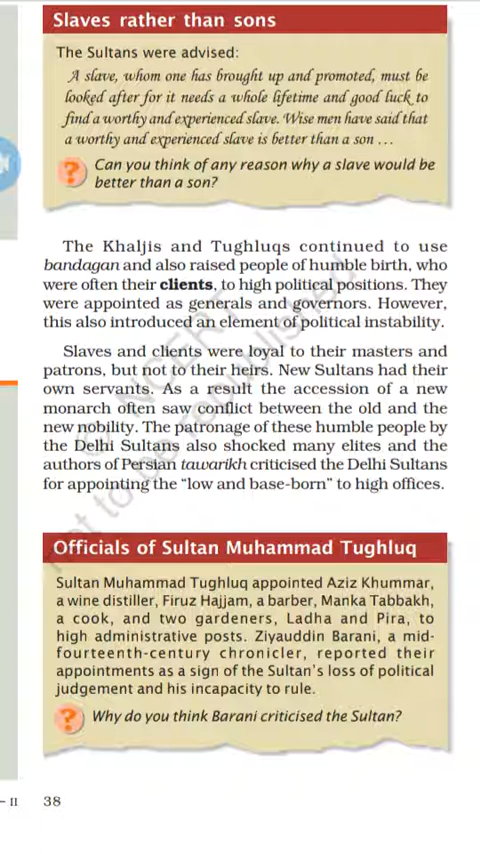 Slaves rather than sons
The Sultans were advised:
A slave, whom one has brought up and promoted, must be
looked after for it needs a whole lifetime and good luck to
find a worthy and experienced slave. Wise men have said that
a worthy and experienced slave is better than a son …
? Can you think of any reason why a slave would be
better than a son?
The Khaljis and Tughluqs continued to use
bandagan and also raised people of humble birth, who
were often their clients, to high political positions. They
were appointed as generals and governors. However,
this also introduced an element of political instability.
Slaves and clients were loyal to their masters and
patrons, but not to their heirs. New Sultans had their
own servants. As a result the accession of a new
monarch often saw conflict between the old and the
new nobility. The patronage of these humble people by
the Delhi Sultans also shocked many elites and the
authors of Persian tawarikh criticised the Delhi Sultans
for appointing the “low and base-born” to high offices.
© NCERT
not to be republished
Officials of Sultan Muhammad Tughluq
Sultan Muhammad Tughluq appointed Aziz Khummar,
a wine distiller, Firuz Hajjam, a barber, Manka Tabbakh,
a cook, and two gardeners, Ladha and Pira, to
high administrative posts. Ziyauddin Barani, a mid-
fourteenth-century chronicler, reported their
appointments as a sign of the Sultan’s loss of political
judgement and his incapacity to rule.
? Why do you think Barani criticised the Sultan?
– II 38